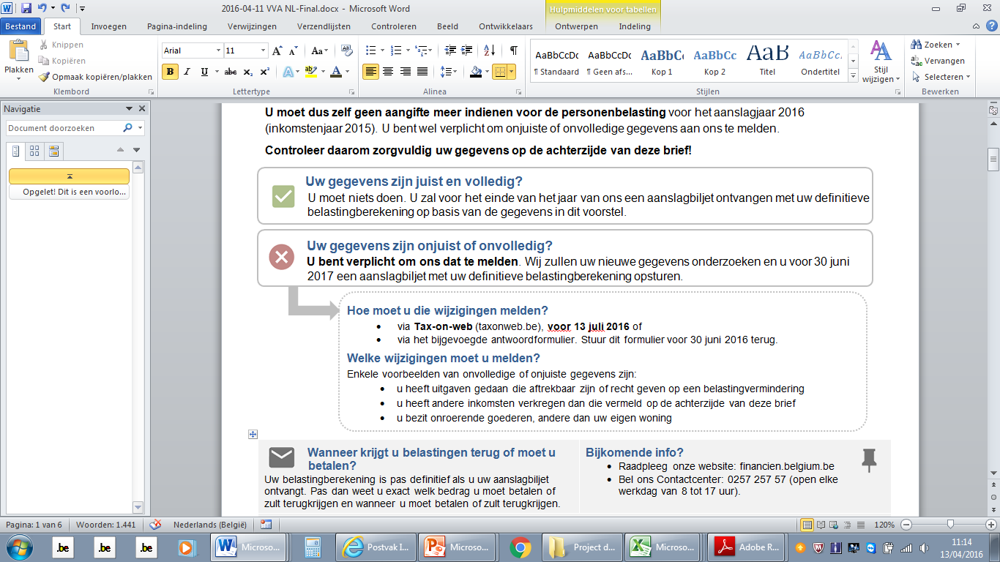 2016-04-11 VVA NL-Final.docx - Microsoft Word
Hulpmiddelen voor tabellen
Bestand Start Invoegen Pagina-indeling Verwijzingen Verzendlijsten Controleren Beeld Ontwikkelaars Ontwerpen Indeling
Plakken
Knippen
Kopiëren
Opmaak kopiëren/plakken
Klembord
Arial 11
Lettertype
Alinea
AaBbCcDc AaBbCcDc AaBbCc AaBbCc AaB AaBbCcL
¶ Standaard ¶ Geen afs... Kop 1 Kop 2 Titel Ondertitel
Stijlen
Stijl wijzigen
Zoeken
Vervangen
Selecteren
Bewerken
Navigatie
Document doorzoeken
Opgelet! Dit is een voorlo...
U moet dus zelf geen aangifte meer indienen voor de personenbelasting voor het aanslagjaar 2016
(inkomstenjaar 2015). U bent wel verplicht om onjuiste of onvolledige gegevens aan ons te melden.
Controleer daarom zorgvuldig uw gegevens op de achterzijde van deze brief!
Uw gegevens zijn juist en volledig?
U moet niets doen. U zal voor het einde van het jaar van ons een aanslagbiljet ontvangen met uw definitieve
belastingberekening op basis van de gegevens in dit voorstel.
Uw gegevens zijn onjuist of onvolledig?
U bent verplicht om ons dat te melden. Wij zullen uw nieuwe gegevens onderzoeken en u voor 30 juni
2017 een aanslagbiljet met uw definitieve belastingberekening opsturen.
Hoe moet u die wijzigingen melden?
• via Tax-on-web (taxonweb.be), voor 13 juli 2016 of
• via het bijgevoegde antwoordformulier. Stuur dit formulier voor 30 juni 2016 terug.
Welke wijzigingen moet u melden?
Enkele voorbeelden van onvolledige of onjuiste gegevens zijn:
• u heeft uitgaven gedaan die aftrekbaar zijn of recht geven op een belastingvermindering
• u heeft andere inkomsten verkregen dan die vermeld op de achterzijde van deze brief
• u bezit onroerende goederen, andere dan uw eigen woning
Wanneer krijgt u belastingen terug of moet u
betalen?
Uw belastingberekening is pas definitief als u uw aanslagbiljet
ontvangt. Pas dan weet u exact welk bedrag u moet betalen of
zult terugkrijgen en wanneer u moet betalen of zult terugkrijgen.
Bijkomende info?
• Raadpleeg onze website: financien.belgium.be
• Bel ons Contactcenter: 0257 257 57 (open elke
werkdag van 8 tot 17 uur).
Pagina: 1 van 6 Woorden: 1.441 Nederlands (België) 120%
.be .be .be Microso... Postvak I... Microso... Project d... Microso... Adobe R...
11:14
13/04/2016